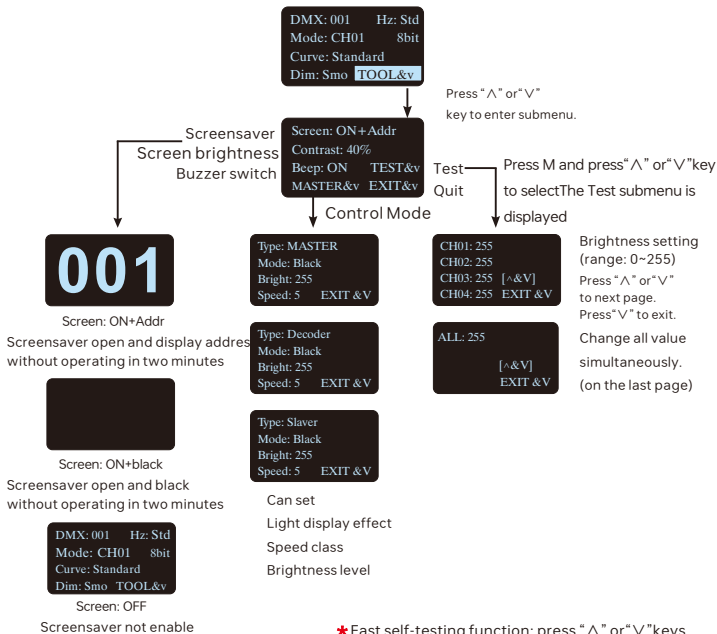 DMX: 001 Hz: Std
Mode: CH01 8bit
Curve: Standard
Dim: Smo TOOL&v
Press “∧” or“∨”
key to enter submenu.
Screensaver
Screen brightness
Buzzer switch
Screen: ON+Addr
Contrast: 40%
Beep: ON TEST&v
MASTER&v EXIT&v
Test
Quit
Press M and press“∧” or“∨”key
to selectThe Test submenu is
displayed
Control Mode
001
Screen: ON+Addr
Screensaver open and display addres
without operating in two minutes
Screen: ON+black
Screensaver open and black
without operating in two minutes
DMX: 001 Hz: Std
Mode: CH01 8bit
Curve: Standard
Dim: Smo TOOL&v
Screen: OFF
Screensaver not enable
Type: MASTER
Mode: Black
Bright: 255
Speed: 5 EXIT &V
Type: Decoder
Mode: Black
Bright: 255
Speed: 5 EXIT &V
Type: Slaver
Mode: Black
Bright: 255
Speed: 5 EXIT &V
Can set
Light display effect
Speed class
Brightness level
CH01: 255
CH02: 255
CH03: 255 [^&V]
CH04: 255 EXIT &V
Brightness setting
(range: 0~255)
Press “∧” or“∨”
to next page.
Press“∨” to exit.
ALL: 255
[^&V]
EXIT &V
Change all value
simultaneously.
(on the last page)
★Fast self-testing function: press “∧” or“∨”keys